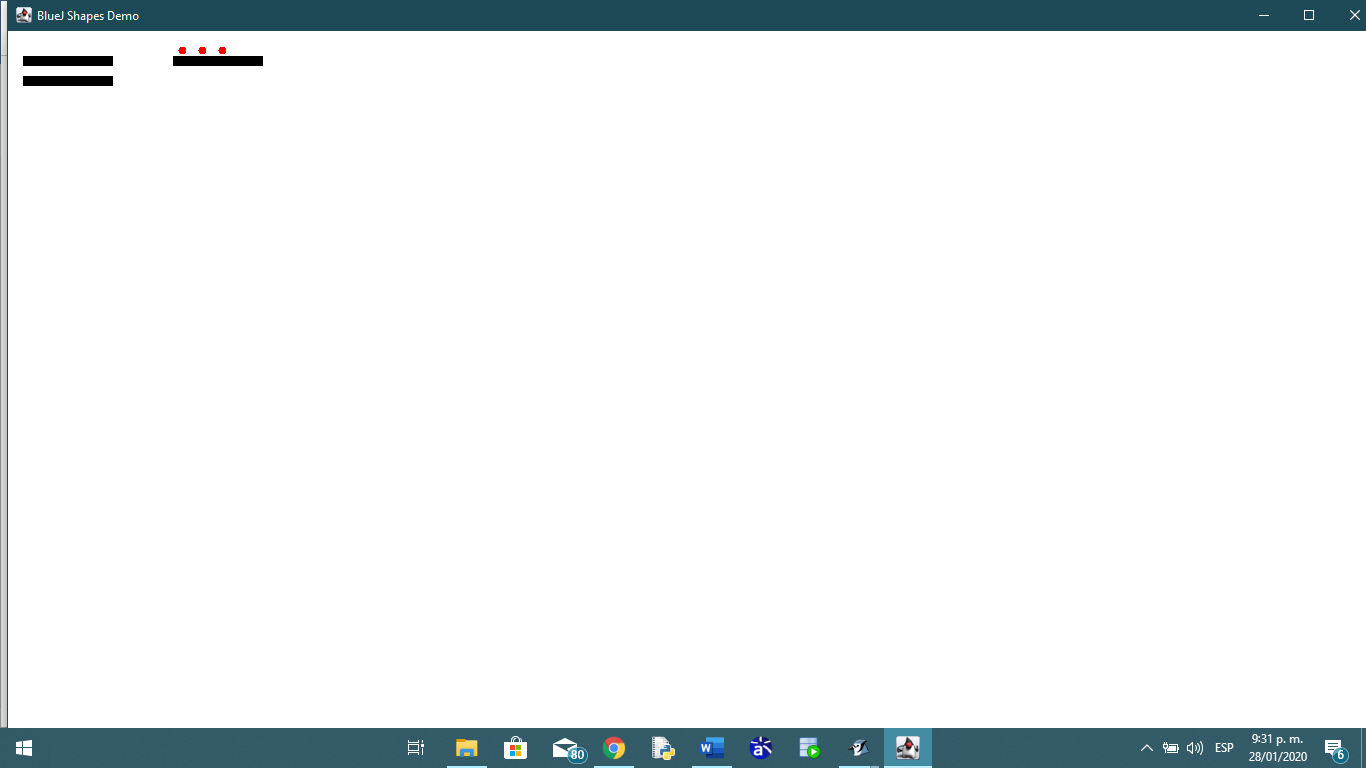 BlueJ Shapes Demo
80
ESP
9:31 p. m.
28/01/2020
6